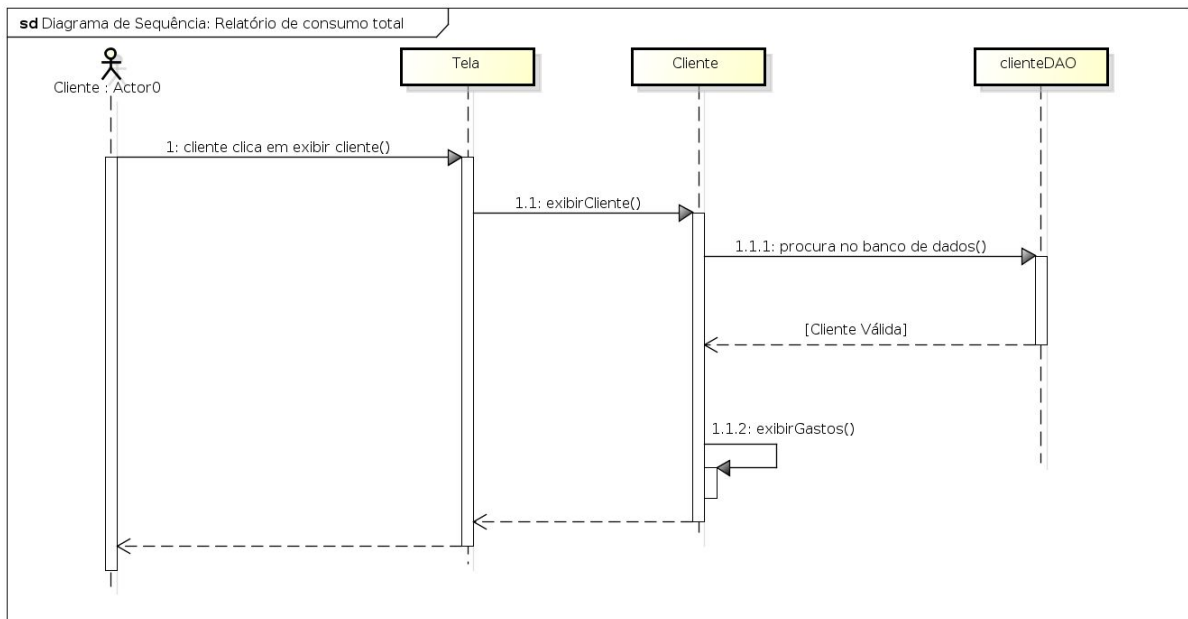 sd Diagrama de Sequência: Relatório de consumo total
Cliente : Actor0
Tela
Cliente
clienteDAO
1: cliente clica em exibir cliente()
1.1: exibirCliente()
1.1.1: procura no banco de dados()
[Cliente Válida]
1.1.2: exibirGastos()